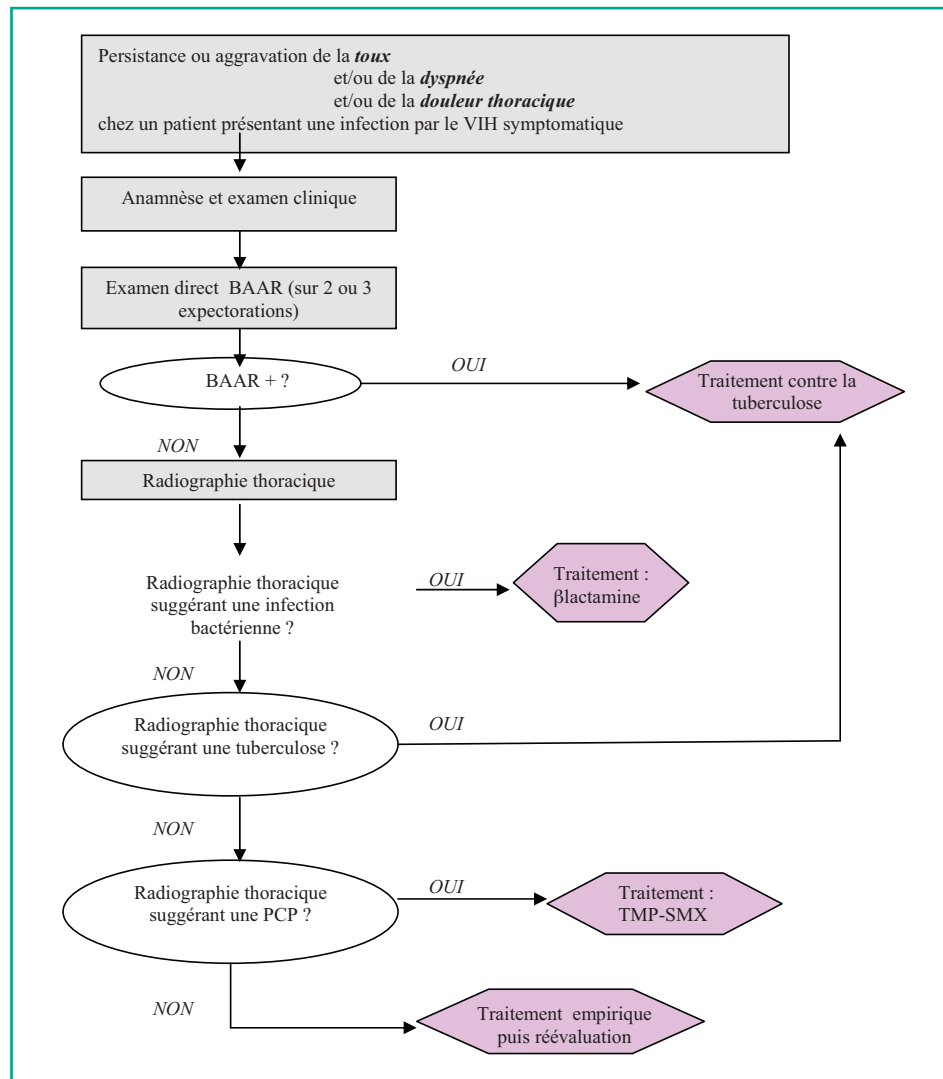 Persistance ou aggravation de la toux
et/ou de la dyspnée
et/ou de la douleur thoracique
chez un patient présentant une infection par le VIH symptomatique
Anamnèse et examen clinique
Examen direct BAAR (sur 2 ou 3
expectorations)
BAAR + ?
OUI
Traitement contre la
tuberculose
NON
Radiographie thoracique
Radiographie thoracique
suggérant une infection
bactérienne ?
OUI
Traitement :
βlactamine
NON
Radiographie thoracique
suggérant une tuberculose ?
OUI
NON
Radiographie thoracique
suggérant une PCP ?
OUI
Traitement :
TMP-SMX
NON
Traitement empirique
puis réévaluation